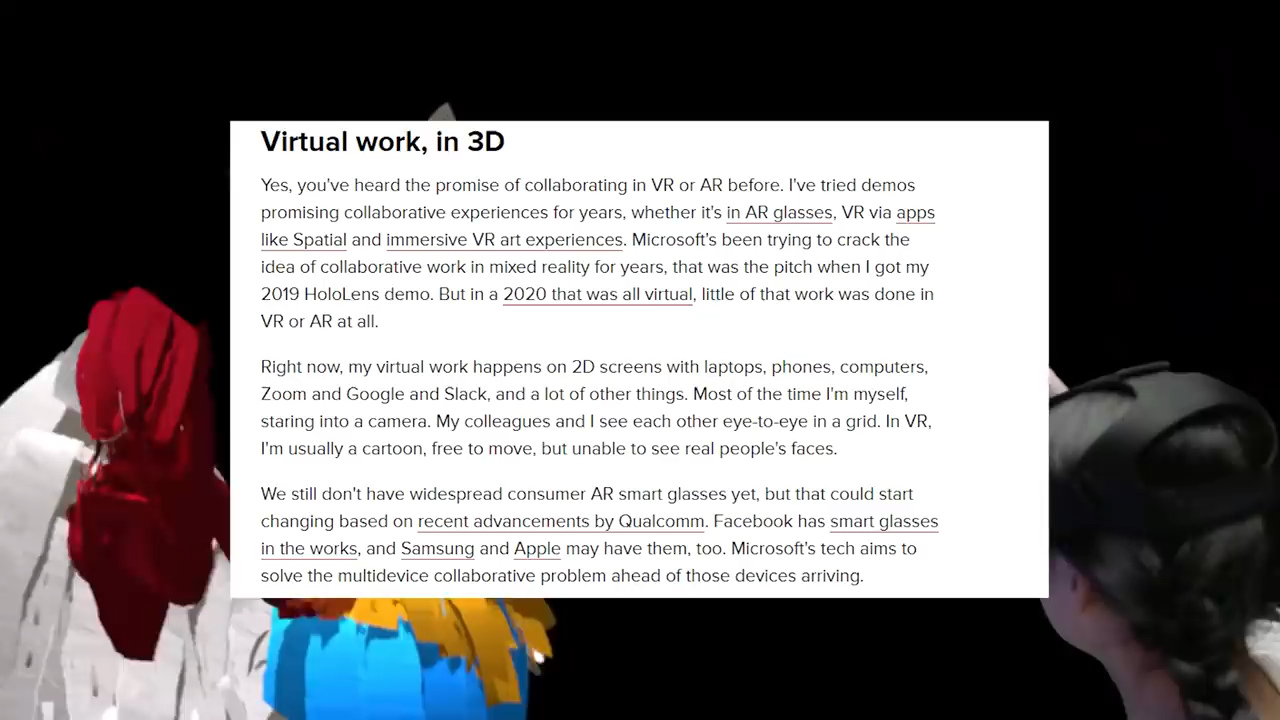 Virtual work, in 3D
Yes, you've heard the promise of collaborating in VR or AR before. I've tried demos
promising collaborative experiences for years, whether it's in AR glasses, VR via apps
like Spatial and immersive VR art experiences. Microsoft's been trying to crack the
idea of collaborative work in mixed reality for years, that was the pitch when I got my
2019 HoloLens demo. But in a 2020 that was all virtual, little of that work was done in
VR or AR at all.
Right now, my virtual work happens on 2D screens with laptops, phones, computers,
Zoom and Google and Slack, and a lot of other things. Most of the time I'm myself,
staring into a camera. My colleagues and I see each other eye-to-eye in a grid. In VR,
I'm usually a cartoon, free to move, but unable to see real people's faces.
We still don't have widespread consumer AR smart glasses yet, but that could start
changing based on recent advancements by Qualcomm. Facebook has smart glasses
in the works, and Samsung and Apple may have them, too. Microsoft's tech aims to
solve the multidevice collaborative problem ahead of those devices arriving.